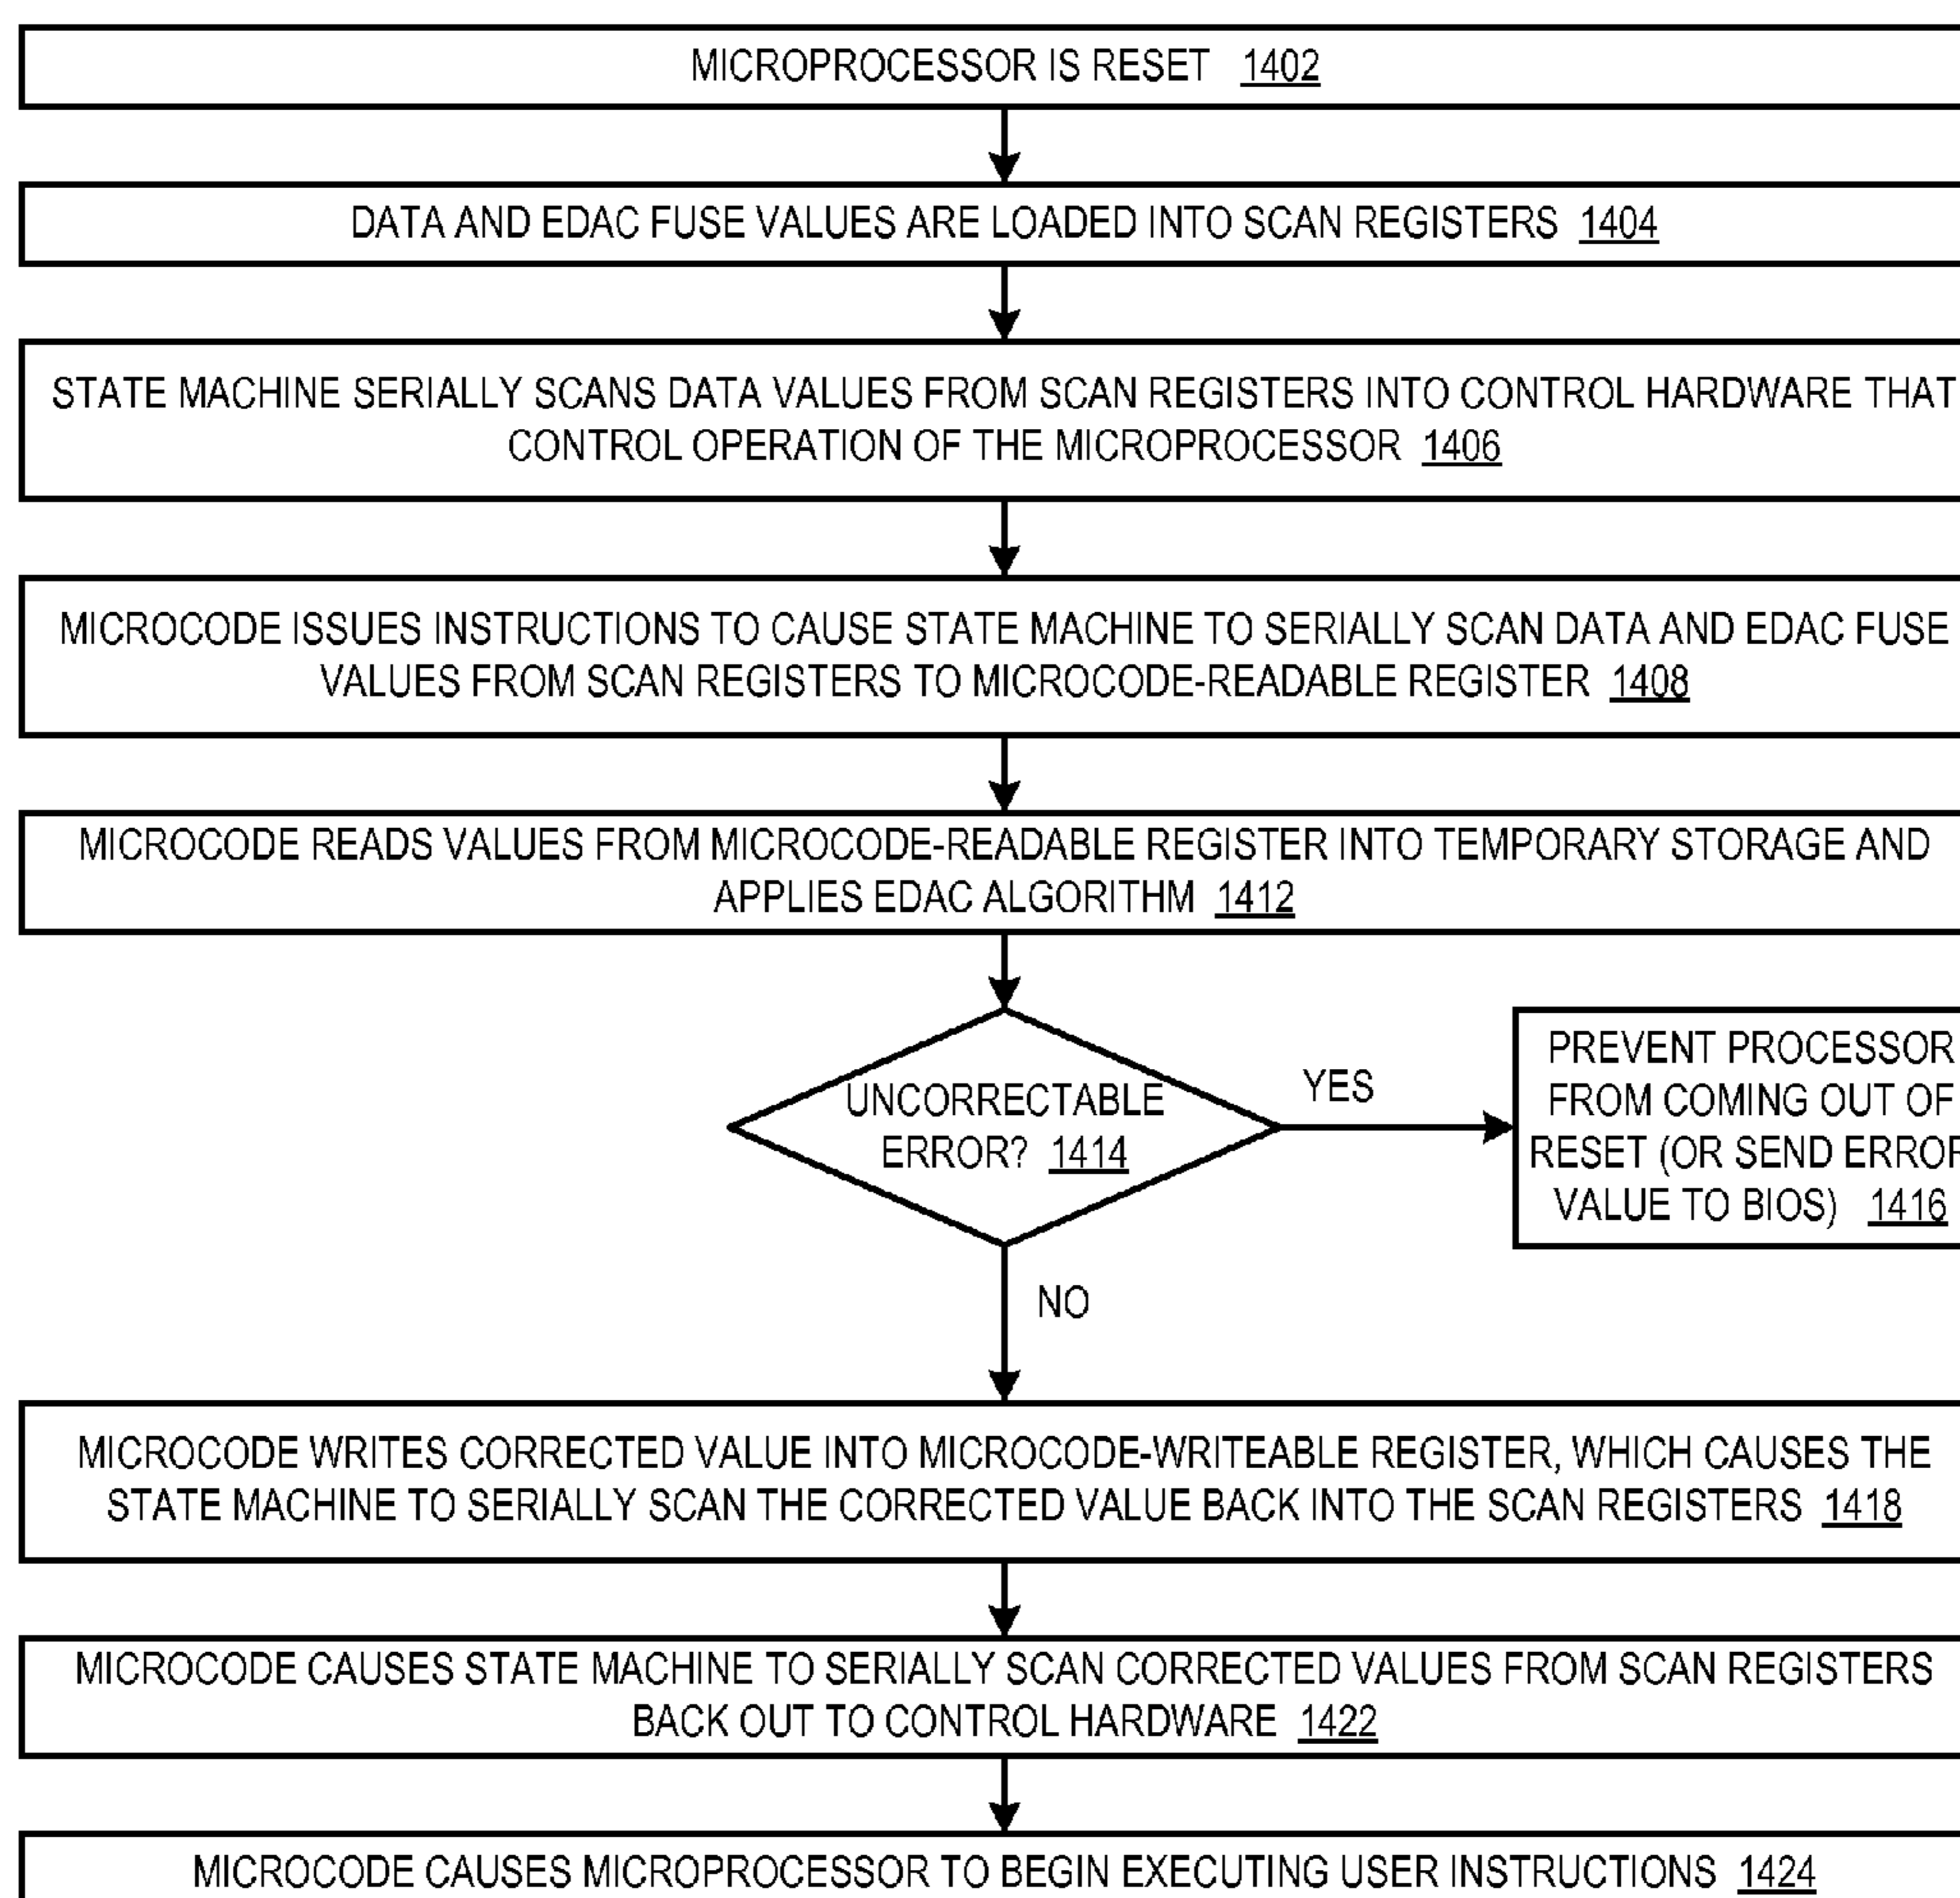 MICROPROCESSOR IS RESET 1402
DATA AND EDAC FUSE VALUES ARE LOADED INTO SCAN REGISTERS 1404
STATE MACHINE SERIALLY SCANS DATA VALUES FROM SCAN REGISTERS INTO CONTROL HARDWARE THAT
CONTROL OPERATION OF THE MICROPROCESSOR 1406
MICROCODE ISSUES INSTRUCTIONS TO CAUSE STATE MACHINE TO SERIALLY SCAN DATA AND EDAC FUSE
VALUES FROM SCAN REGISTERS TO MICROCODE-READABLE REGISTER 1408
MICROCODE READS VALUES FROM MICROCODE-READABLE REGISTER INTO TEMPORARY STORAGE AND
APPLIES EDAC ALGORITHM 1412
UNCORRECTABLE
ERROR? 1414
YES
PREVENT PROCESSOR
FROM COMING OUT OF
RESET (OR SEND ERROR
VALUE TO BIOS) 1416
NO
MICROCODE WRITES CORRECTED VALUE INTO MICROCODE-WRITEABLE REGISTER, WHICH CAUSES THE
STATE MACHINE TO SERIALLY SCAN THE CORRECTED VALUE BACK INTO THE SCAN REGISTERS 1418
MICROCODE CAUSES STATE MACHINE TO SERIALLY SCAN CORRECTED VALUES FROM SCAN REGISTERS
BACK OUT TO CONTROL HARDWARE 1422
MICROCODE CAUSES MICROPROCESSOR TO BEGIN EXECUTING USER INSTRUCTIONS 1424